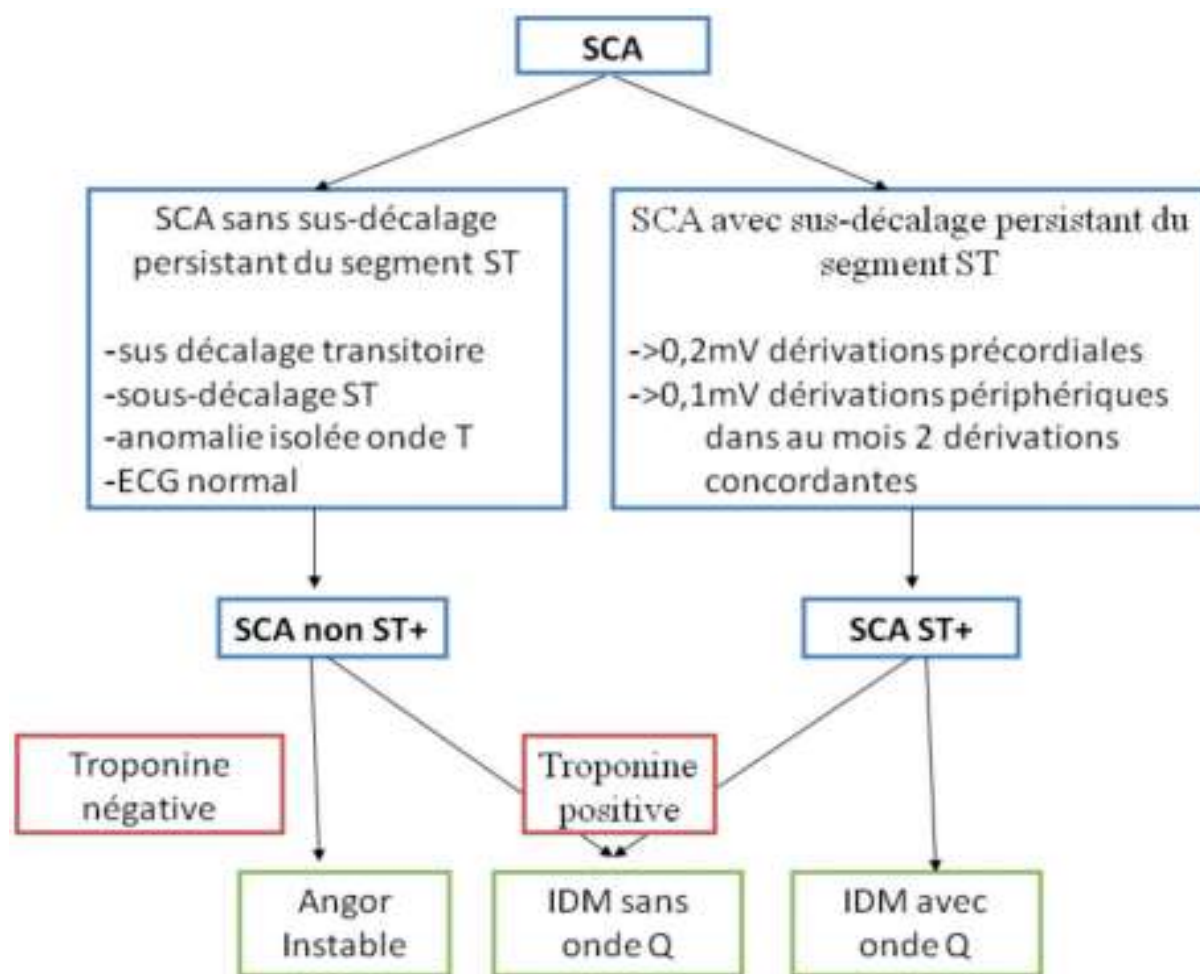 SCA
SCA sans sus-décalage
persistant du segment ST
-sus décalage transitoire
-sous-décalage ST
-anomalie isolée onde T
-ECG normal
SCA avec sus-décalage persistant du
segment ST
->0,2mV dérivations précordiales
->0,1mV dérivations périphériques
dans au mois 2 dérivations
concordantes
SCA non ST+
SCA ST+
Troponine
négative
Troponine
positive
Angor
Instable
IDM sans
onde Q
IDM avec
onde Q